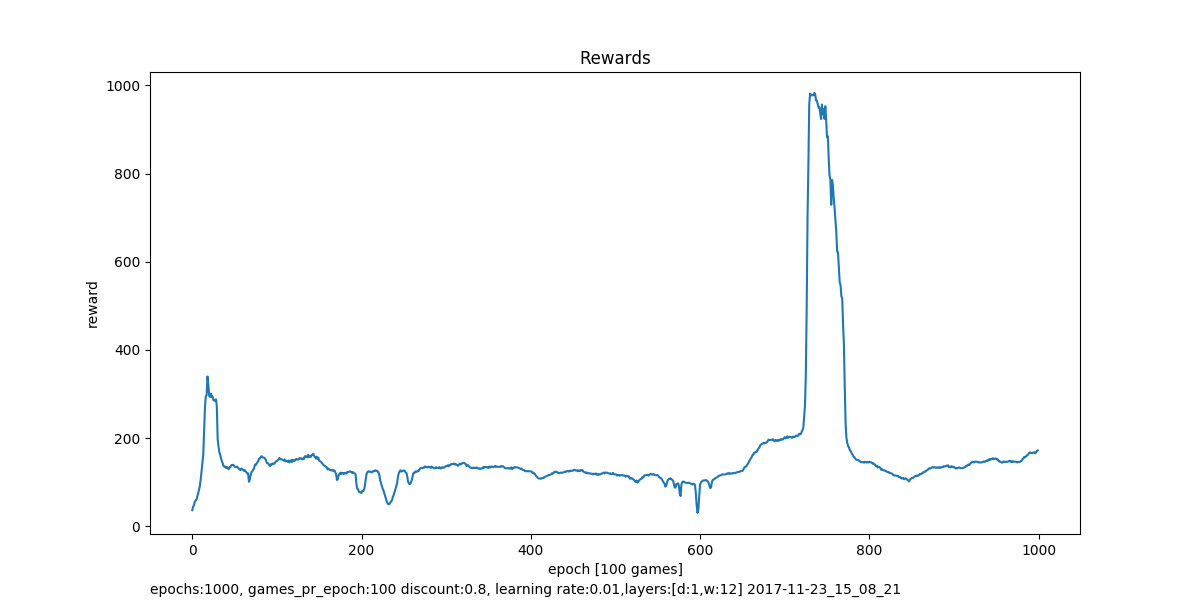 Rewards
1000
800
600
400
200
0
reward
0 200 400 600 800 1000
epoch [100 games]
epochs:1000, games_pr_epoch:100 discount:0.8, learning rate:0.01,layers:[d:1,w:12] 2017-11-23_15_08_21